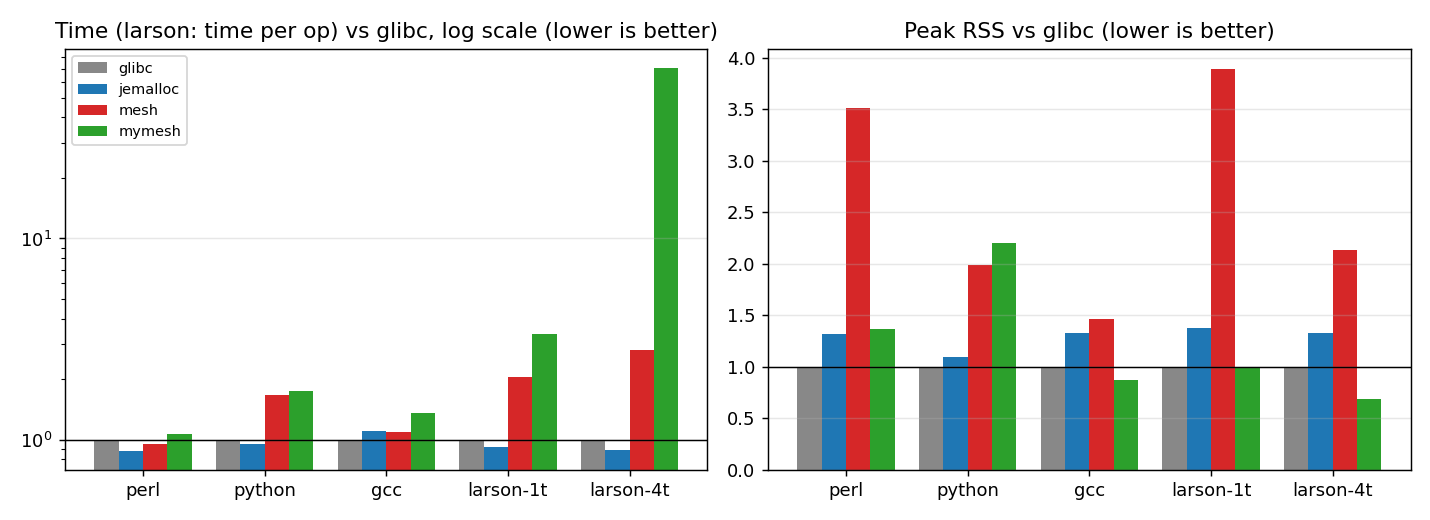 Time (larson: time per op) vs glibc, log scale (lower is better)
glibc
jemalloc
mesh
mymesh
10¹
10⁰
perl python gcc larson-1t larson-4t
Peak RSS vs glibc (lower is better)
4.0
3.5
3.0
2.5
2.0
1.5
1.0
0.5
0.0
perl python gcc larson-1t larson-4t